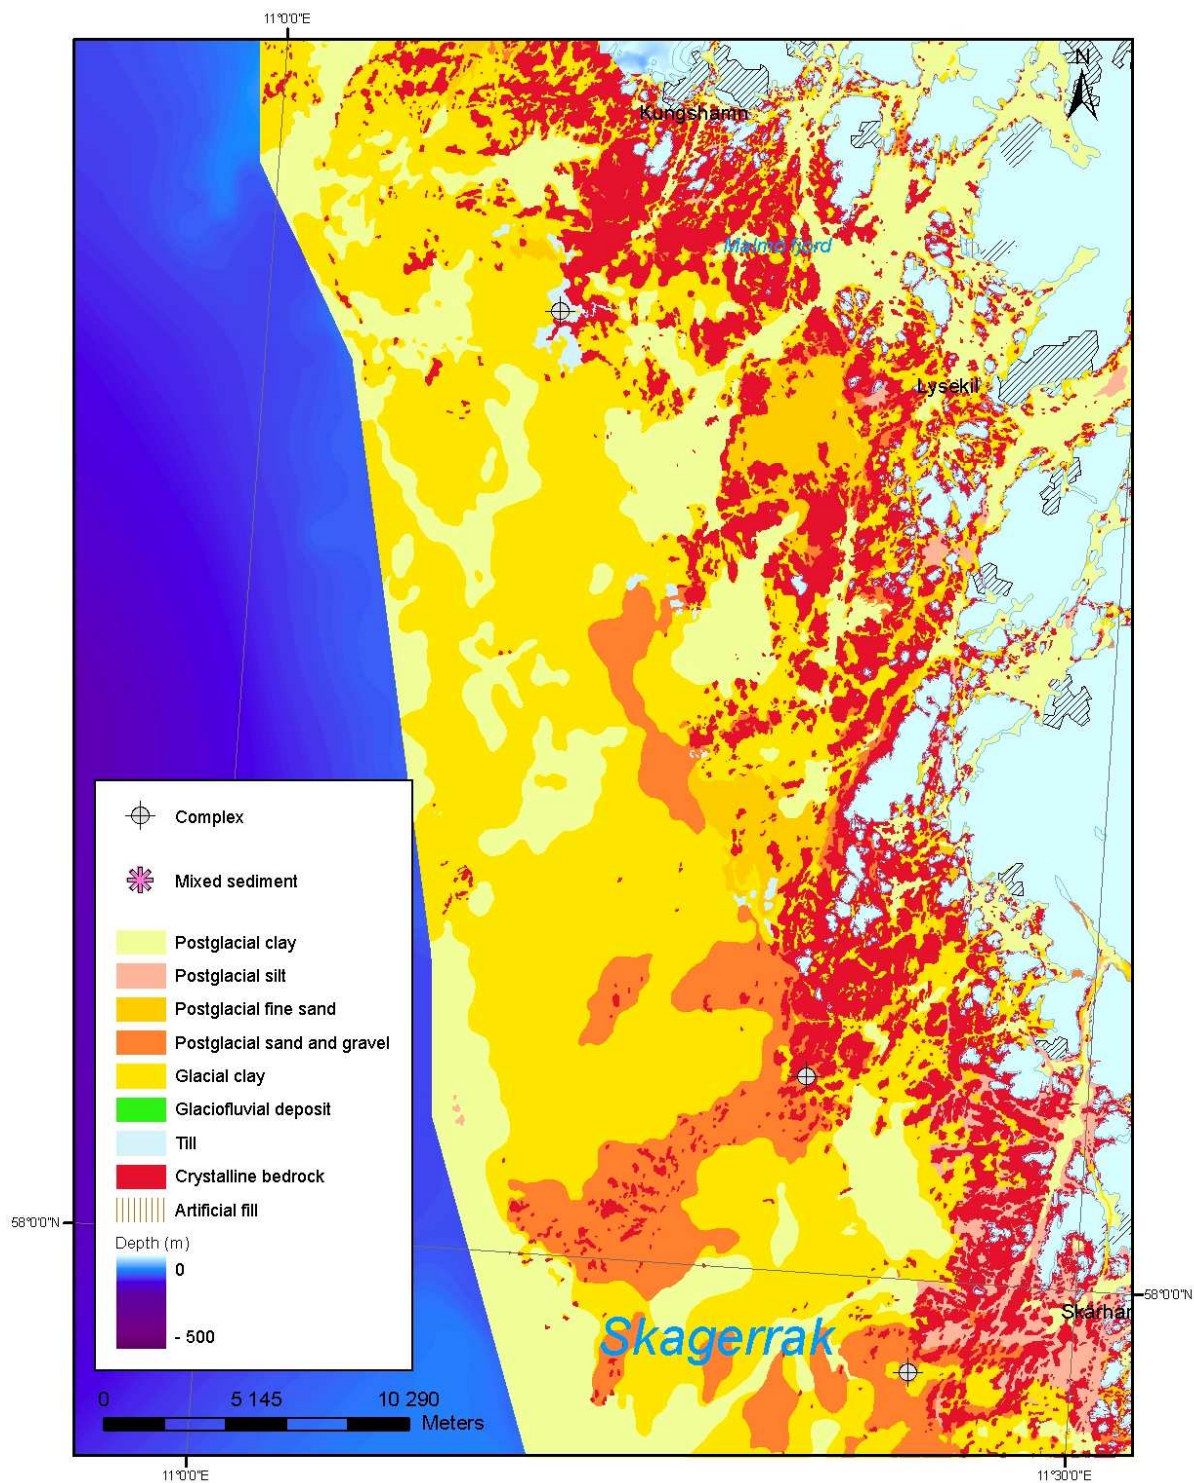 11°0'0"E
N
Kungshamn
Malmö fjord
Lysekil
Complex
Mixed sediment
Postglacial clay
Postglacial silt
Postglacial fine sand
Postglacial sand and gravel
Glacial clay
Glaciofluvial deposit
Till
Crystalline bedrock
Artificial fill
Depth (m)
0
- 500
58°0'0"N
58°0'0"N
Skärhar
Skagerrak
0 5 145 10 290
Meters
11°0'0"E
11°30'0"E